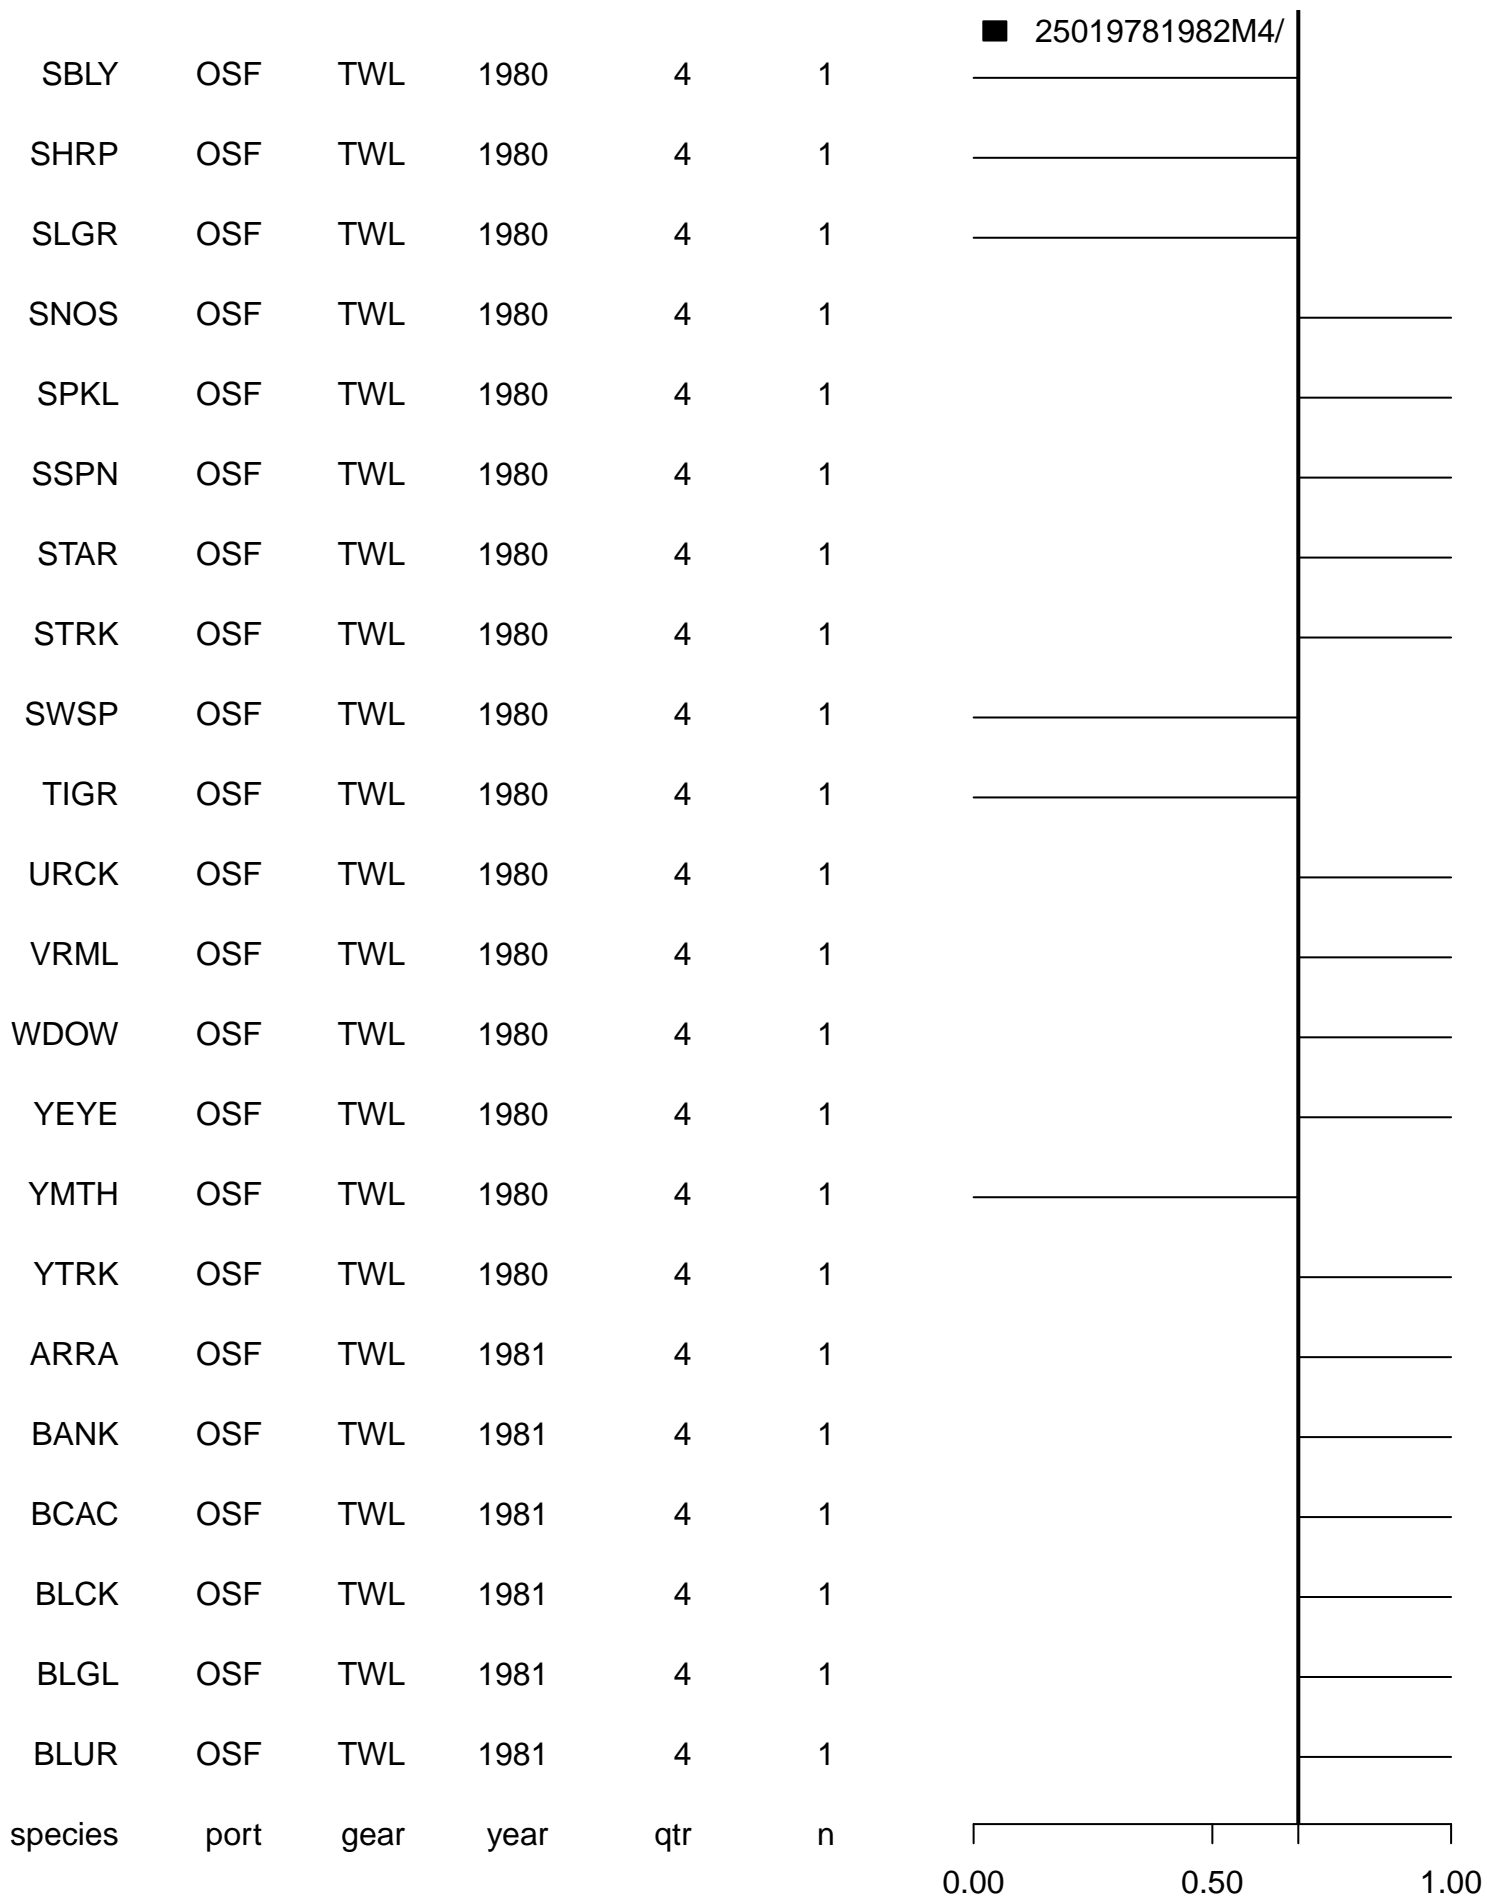 25019781982M4/
SBLY OSF TWL 1980 4 1
SHRP OSF TWL 1980 4 1
SLGR OSF TWL 1980 4 1
SNOS OSF TWL 1980 4 1
SPKL OSF TWL 1980 4 1
SSPN OSF TWL 1980 4 1
STAR OSF TWL 1980 4 1
STRK OSF TWL 1980 4 1
SWSP OSF TWL 1980 4 1
TIGR OSF TWL 1980 4 1
URCK OSF TWL 1980 4 1
VRML OSF TWL 1980 4 1
WDOW OSF TWL 1980 4 1
YEYE OSF TWL 1980 4 1
YMTH OSF TWL 1980 4 1
YTRK OSF TWL 1980 4 1
ARRA OSF TWL 1981 4 1
BANK OSF TWL 1981 4 1
BCAC OSF TWL 1981 4 1
BLCK OSF TWL 1981 4 1
BLGL OSF TWL 1981 4 1
BLUR OSF TWL 1981 4 1
species port gear year qtr n
0.00 0.50 1.00